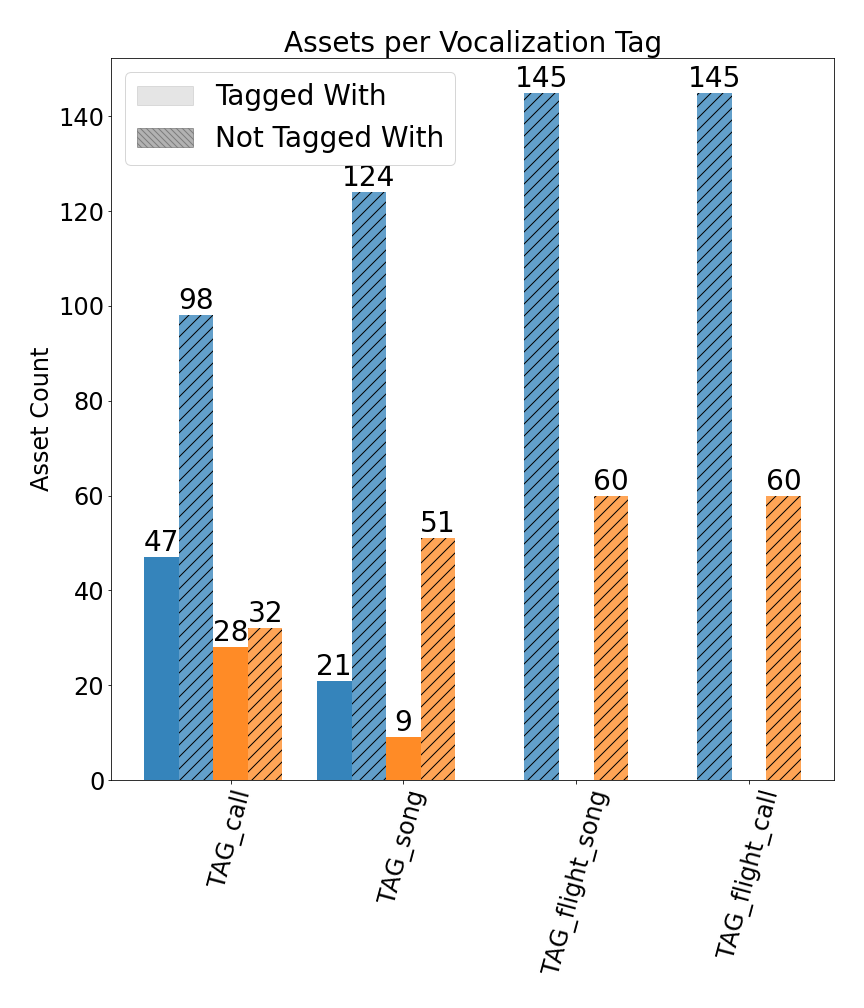 Assets per Vocalization Tag
Tagged With
Not Tagged With
Asset Count
140
120
100
80
60
40
20
0
47
98
28
32
21
124
9
51
145
60
145
60
TAG_call
TAG_song
TAG_flight_song
TAG_flight_call